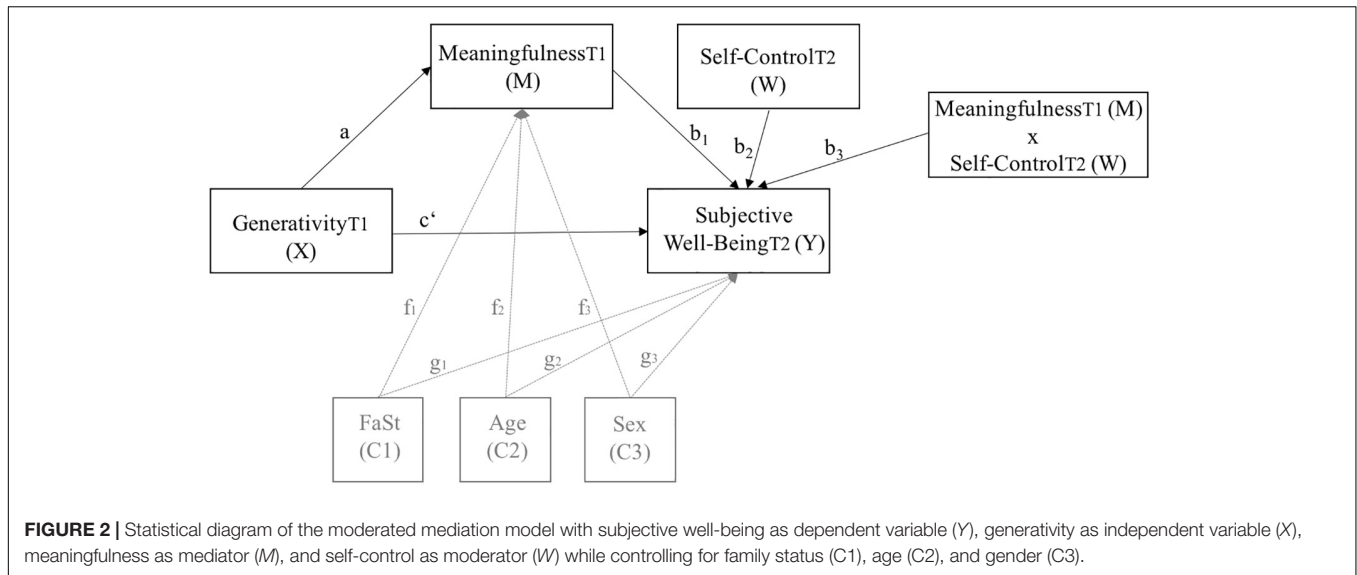 MeaningfulnessT1
(M)
Self-ControlT2
(W)
MeaningfulnessT1 (M)
x
Self-ControlT2 (W)
a
b1
b2
b3
GenerativityT1
(X)
c‘
Subjective
Well-BeingT2 (Y)
f1
f2
f3
g1
g2
g3
FaSt
(C1)
Age
(C2)
Sex
(C3)
FIGURE 2 | Statistical diagram of the moderated mediation model with subjective well-being as dependent variable (Y), generativity as independent variable (X),
meaningfulness as mediator (M), and self-control as moderator (W) while controlling for family status (C1), age (C2), and gender (C3).